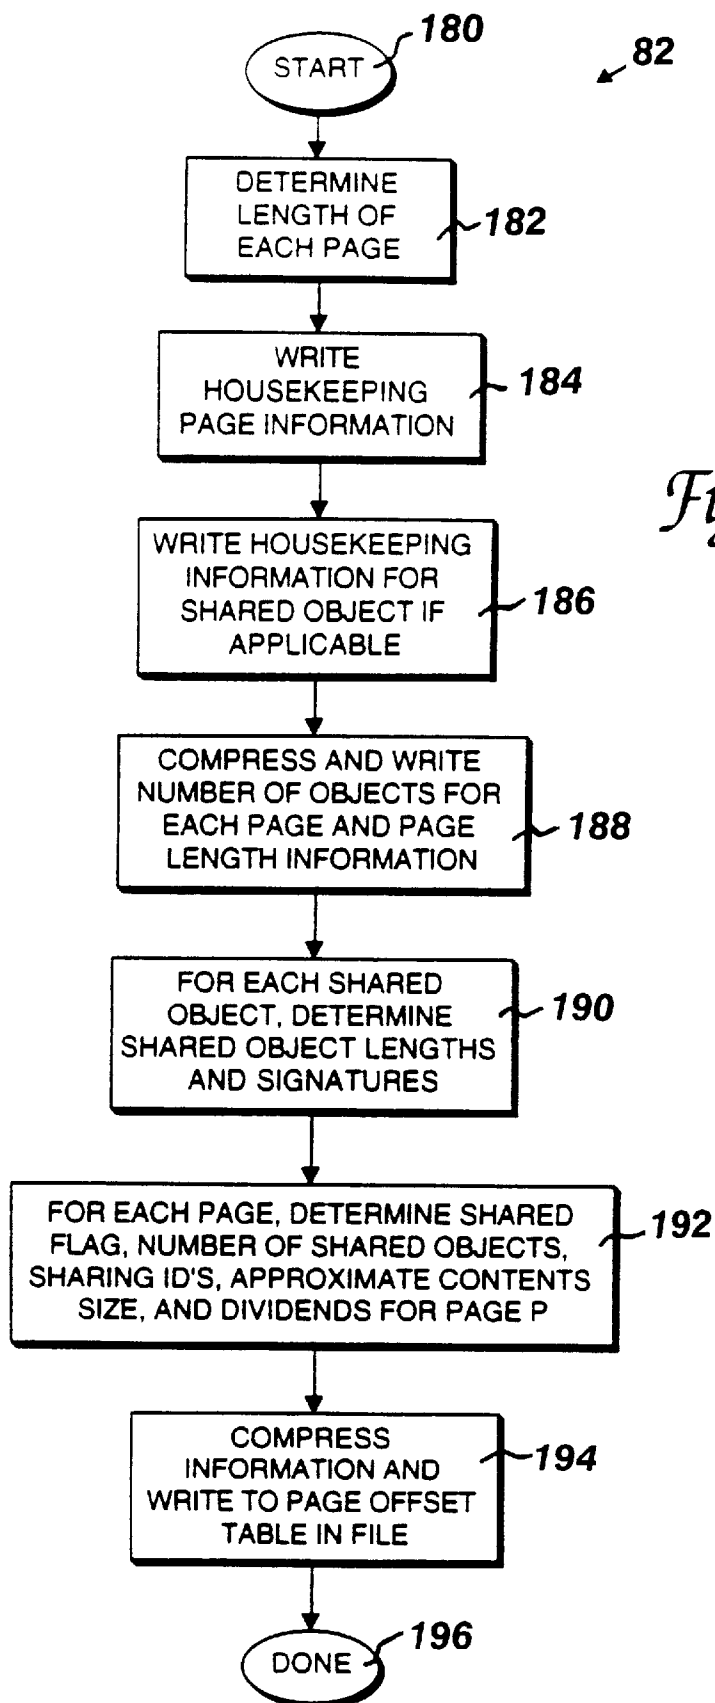 START
180
82
DETERMINE
LENGTH OF
EACH PAGE
182
WRITE
HOUSEKEEPING
PAGE INFORMATION
184
WRITE HOUSEKEEPING
INFORMATION FOR
SHARED OBJECT IF
APPLICABLE
186
COMPRESS AND WRITE
NUMBER OF OBJECTS FOR
EACH PAGE AND PAGE
LENGTH INFORMATION
188
FOR EACH SHARED
OBJECT, DETERMINE
SHARED OBJECT LENGTHS
AND SIGNATURES
190
FOR EACH PAGE, DETERMINE SHARED
FLAG, NUMBER OF SHARED OBJECTS,
SHARING ID'S, APPROXIMATE CONTENTS
SIZE, AND DIVIDENDS FOR PAGE P
192
COMPRESS
INFORMATION AND
WRITE TO PAGE OFFSET
TABLE IN FILE
194
DONE
196